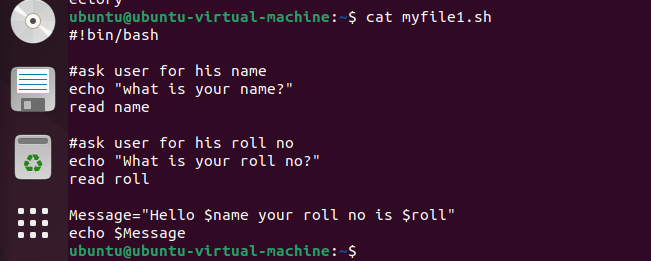 ectory
ubuntu@ubuntu-virtual-machine:~$ cat myfile1.sh
#!bin/bash
#ask user for his name
echo "what is your name?"
read name
#ask user for his roll no
echo "What is your roll no?"
read roll
Message="Hello $name your roll no is $roll"
echo $Message
ubuntu@ubuntu-virtual-machine:~$